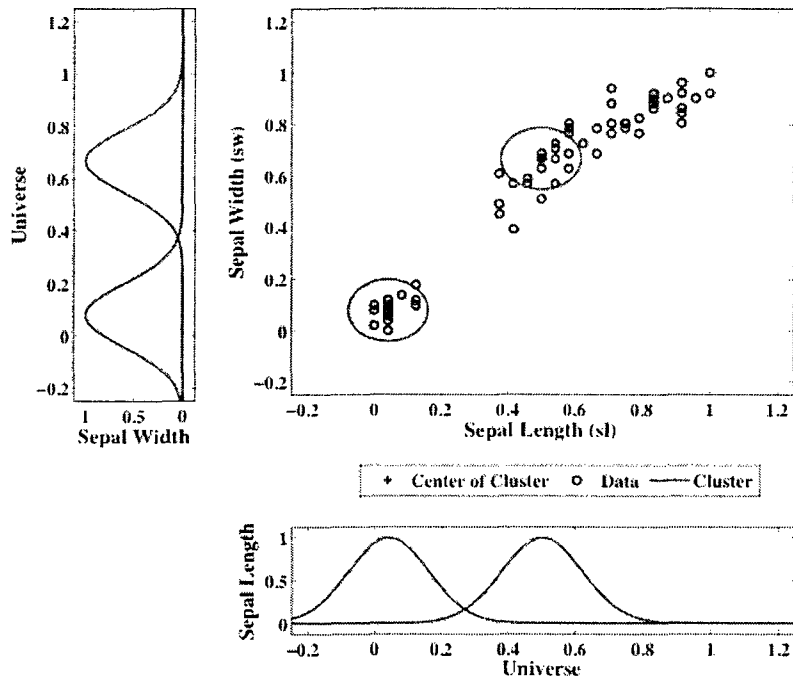 1.2
1
0.8
0.6
0.4
0.2
0
−0.2
Universe
1 0.5 0
Sepal Width
1.2
1
0.8
0.6
0.4
0.2
0
−0.2
Sepal Width (sw)
−0.2 0 0.2 0.4 0.6 0.8 1 1.2
Sepal Length (sl)
+ Center of Cluster o Data — Cluster
Sepal Length
1
0.5
0
−0.2 0 0.2 0.4 0.6 0.8 1 1.2
Universe